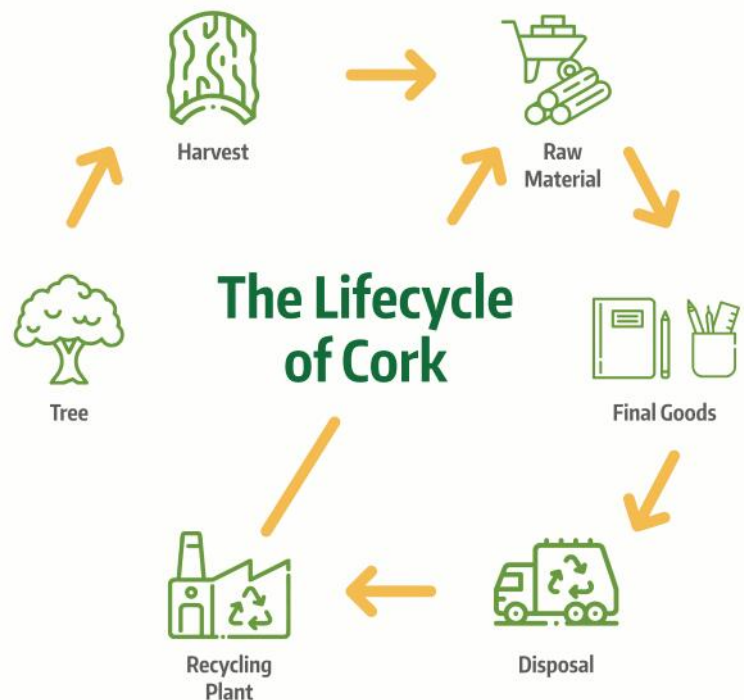 Harvest
Raw
Material
The Lifecycle
of Cork
Tree
Final Goods
Recycling
Plant
Disposal